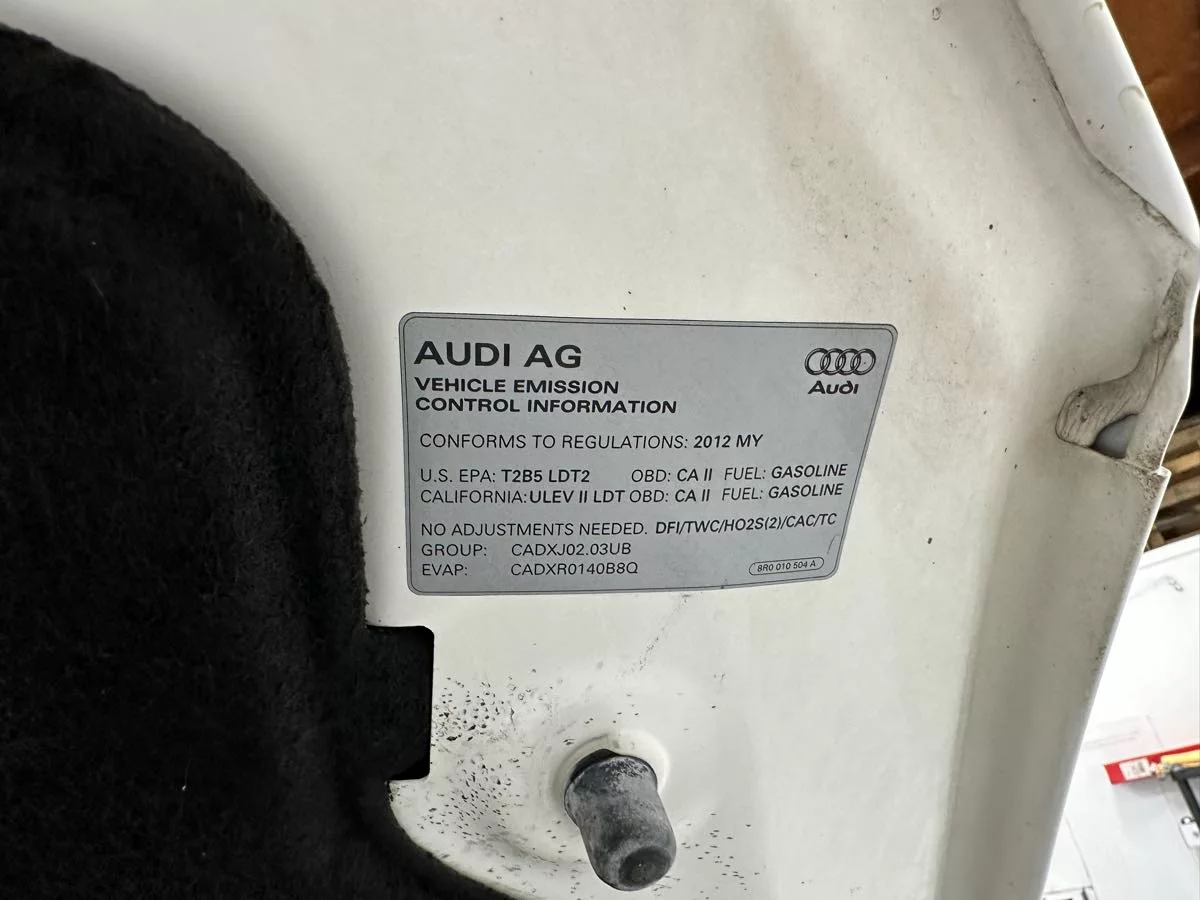 AUDI AG
Audi
VEHICLE EMISSION
CONTROL INFORMATION
CONFORMS TO REGULATIONS: 2012 MY
U.S. EPA: T2B5 LDT2 OBD: CA II FUEL: GASOLINE
CALIFORNIA: ULEV II LDT OBD: CA II FUEL: GASOLINE
NO ADJUSTMENTS NEEDED. DFI/TWC/HO2S(2)/CAC/TC
GROUP: CADXJ02.03UB
EVAP: CADXR0140B8Q
8R0 010 504 A